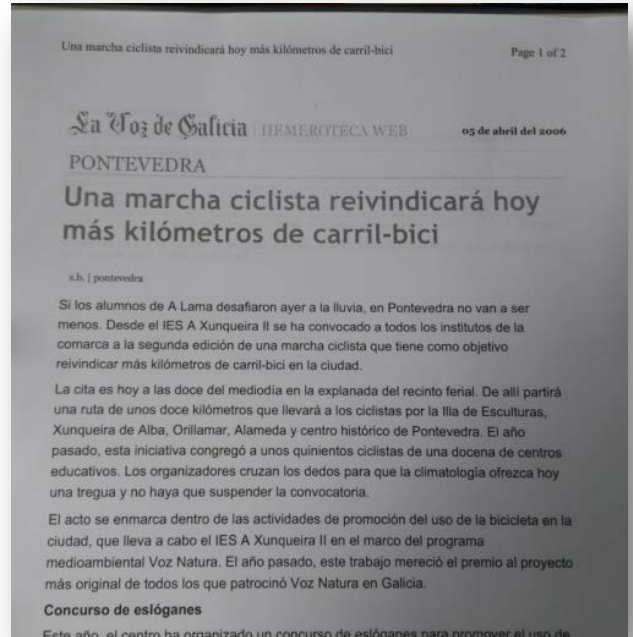 Una marcha ciclista reivindicará hoy más kilómetros de carril-bici Page 1 of 2
La Voz de Galicia | HEMEROTECA WEB 05 de abril del 2006
PONTEVEDRA
Una marcha ciclista reivindicará hoy
más kilómetros de carril-bici
s.b. | pontevedra
Si los alumnos de A Lama desafiaron ayer a la lluvia, en Pontevedra no van a ser
menos. Desde el IES A Xunqueira II se ha convocado a todos los institutos de la
comarca a la segunda edición de una marcha ciclista que tiene como objetivo
reivindicar más kilómetros de carril-bici en la ciudad.
La cita es hoy a las doce del mediodía en la explanada del recinto ferial. De allí partirá
una ruta de unos doce kilómetros que llevará a los ciclistas por la Illa de Esculturas,
Xunqueira de Alba, Orillamar, Alameda y centro histórico de Pontevedra. El año
pasado, esta iniciativa congregó a unos quinientos ciclistas de una docena de centros
educativos. Los organizadores cruzan los dedos para que la climatología ofrezca hoy
una tregua y no haya que suspender la convocatoria.
El acto se enmarca dentro de las actividades de promoción del uso de la bicicleta en la
ciudad, que lleva a cabo el IES A Xunqueira II en el marco del programa
medioambiental Voz Natura. El año pasado, este trabajo mereció el premio al proyecto
más original de todos los que patrocinó Voz Natura en Galicia.
Concurso de eslóganes
Este año, el centro ha organizado un concurso de eslóganes para promover el uso de